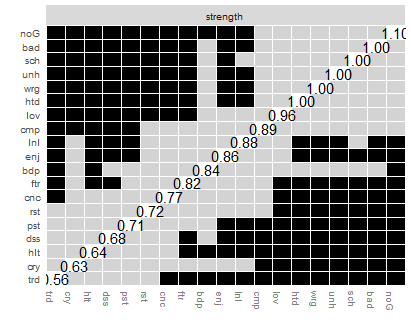 strength
noG 1.10
bad 1.00
sch 1.00
unh 1.00
wrg 1.00
htd 1.00
lov 0.96
cmp 0.89
lnl 0.88
enj 0.86
bdp 0.84
ftr 0.82
cnc 0.77
rst 0.72
pst 0.71
dss 0.68
hlt 0.64
cry 0.63
trd 0.56
trd cry hlt dss pst rst cnc ftr bdp enj lnl cmp lov htd wrg unh sch bad noG